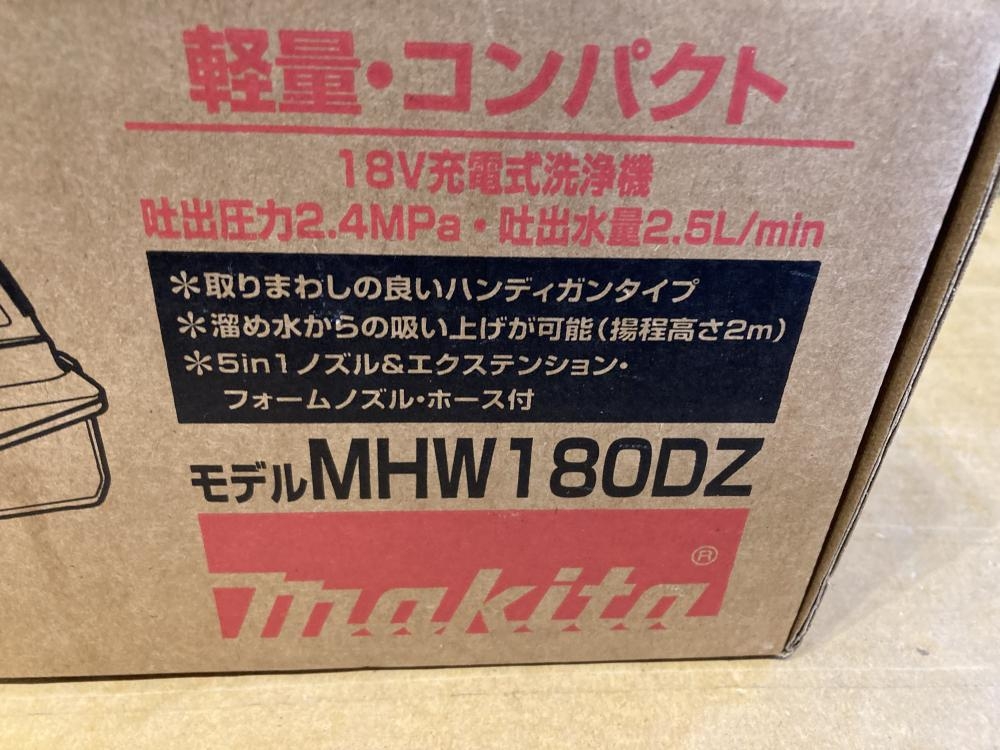 軽量・コンパクト
18V充電式洗浄機
吐出圧力2.4MPa・吐出水量2.5L/min
＊取りまわしの良いハンディガンタイプ
＊溜め水からの吸い上げが可能(揚程高さ2m)
＊5in1ノズル&エクステンション・
フォームノズル・ホース付
モデルMHW180DZ
makita®